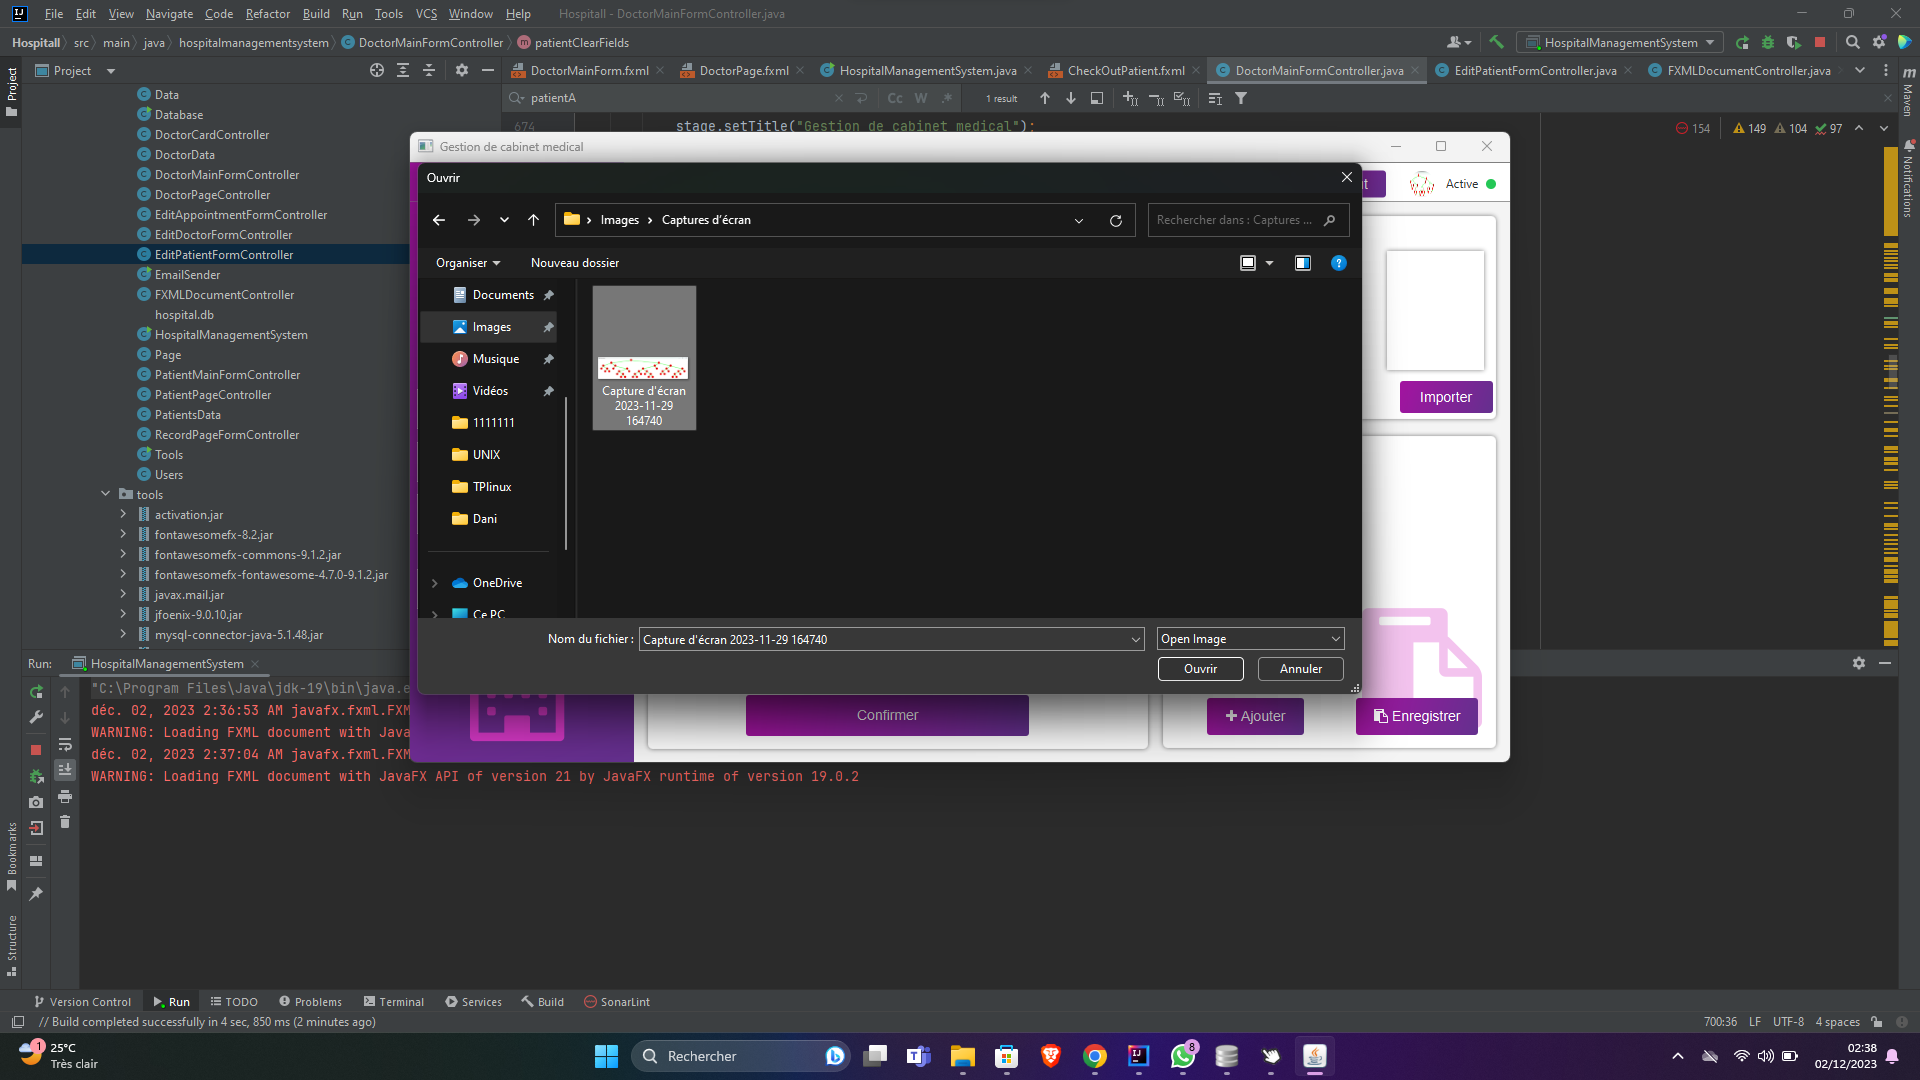 File Edit View Navigate Code Refactor Build Run Tools VCS Window Help Hospitall - DoctorMainFormController.java
Hospitall src main java hospitalmanagementsystem DoctorMainFormController patientClearFields HospitalManagementSystem
Project
DoctorMainForm.fxml DoctorPage.fxml HospitalManagementSystem.java CheckOutPatient.fxml DoctorMainFormController.java EditPatientFormController.java FXMLDocumentController.java
patientA Cc W .* 1 result
674 stage.setTitle("Gestion de cabinet medical");
154 149 104 97
Project
Maven
Notifications
Data
Database
DoctorCardController
DoctorData
DoctorMainFormController
DoctorPageController
EditAppointmentFormController
EditDoctorFormController
EditPatientFormController
EmailSender
FXMLDocumentController
hospital.db
HospitalManagementSystem
Page
PatientMainFormController
PatientPageController
PatientsData
RecordPageFormController
Tools
Users
tools
activation.jar
fontawesomefx-8.2.jar
fontawesomefx-commons-9.1.2.jar
fontawesomefx-fontawesome-4.7.0-9.1.2.jar
javax.mail.jar
jfoenix-9.0.10.jar
mysql-connector-java-5.1.48.jar
Gestion de cabinet medical
Active
Importer
Confirmer
Ajouter
Enregistrer
Ouvrir
Images Captures d'écran
Rechercher dans : Captures ...
Organiser Nouveau dossier
Documents
Images
Musique
Vidéos
1111111
UNIX
TPlinux
Dani
OneDrive
Ce PC
Capture d'écran
2023-11-29
164740
Nom du fichier : Capture d'écran 2023-11-29 164740 Open Image
Ouvrir Annuler
Run: HospitalManagementSystem
"C:\Program Files\Java\jdk-19\bin\java.e
déc. 02, 2023 2:36:53 AM javafx.fxml.FXM
WARNING: Loading FXML document with Java
déc. 02, 2023 2:37:04 AM javafx.fxml.FXM
WARNING: Loading FXML document with JavaFX API of version 21 by JavaFX runtime of version 19.0.2
Bookmarks
Structure
Version Control Run TODO Problems Terminal Services Build SonarLint
// Build completed successfully in 4 sec, 850 ms (2 minutes ago) 700:36 LF UTF-8 4 spaces
1 25°C
Très clair
Rechercher
8
02:38
02/12/2023